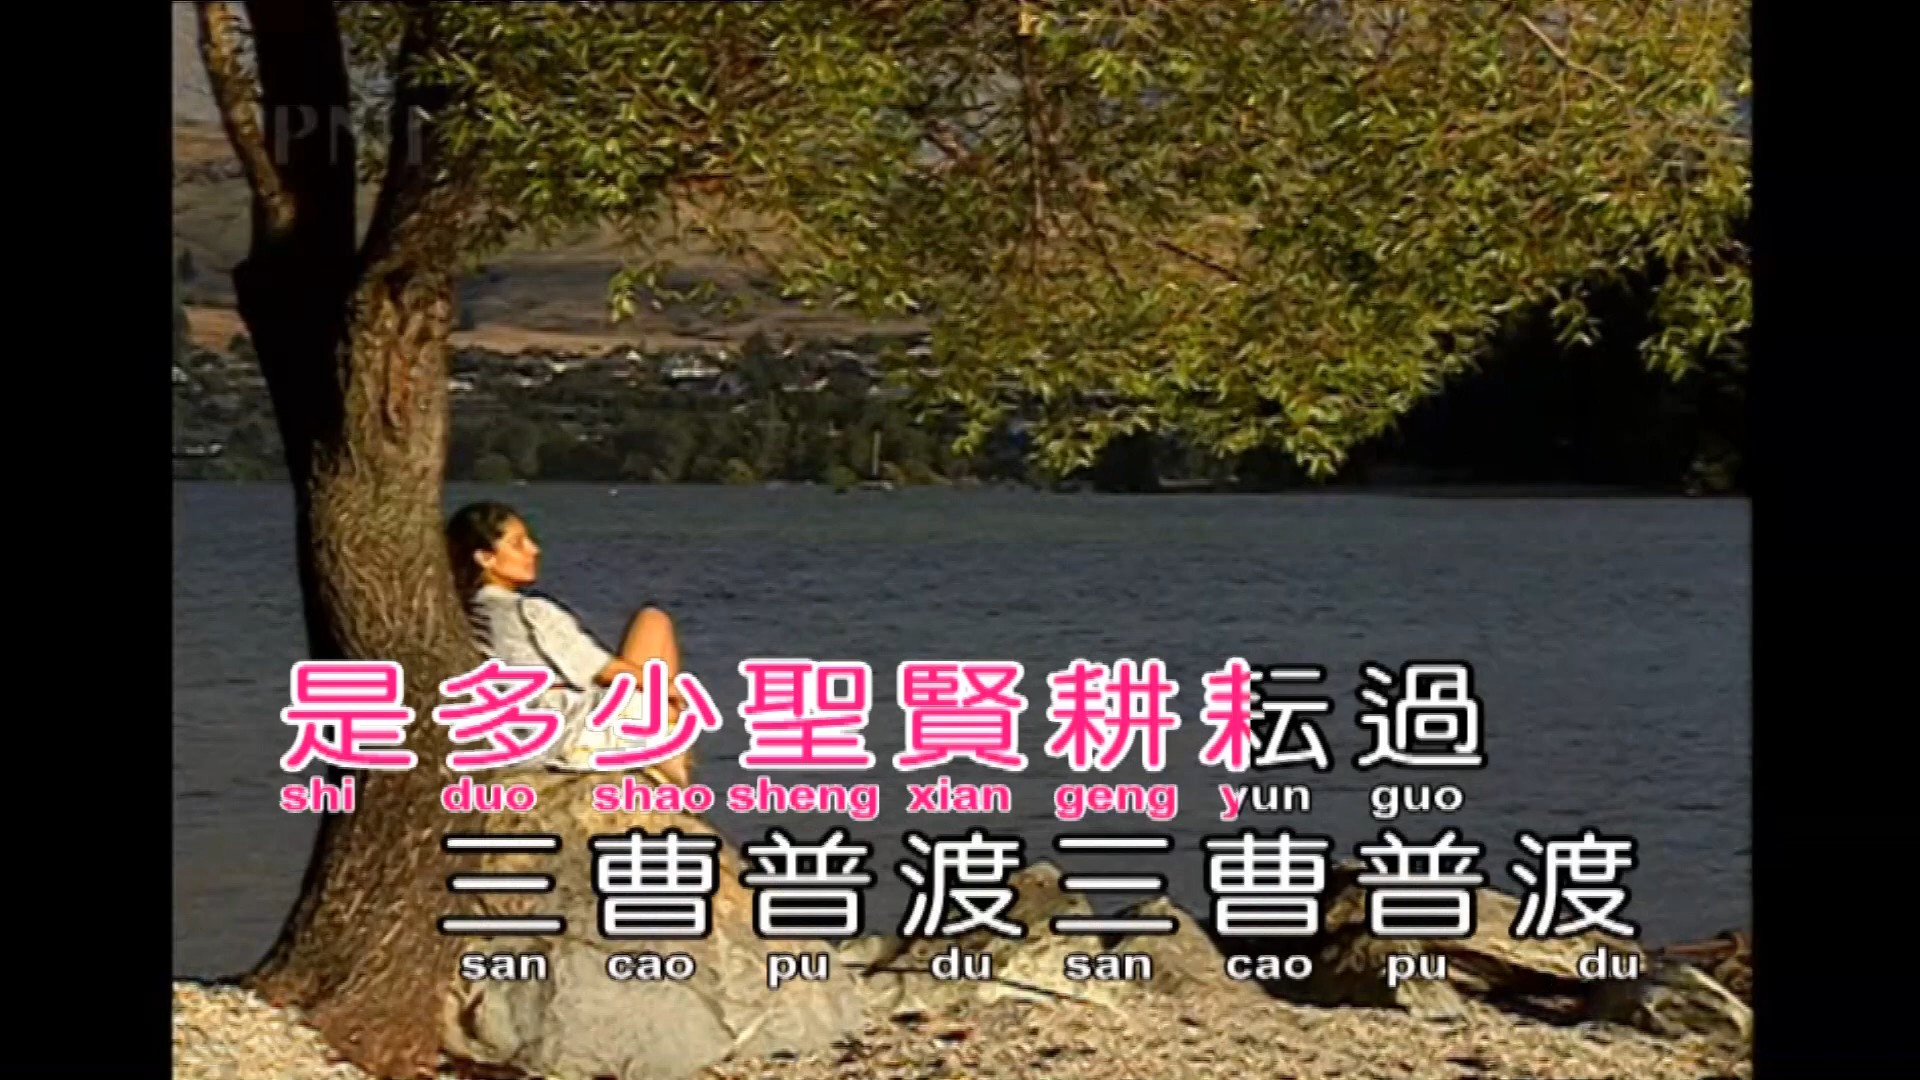 是多少聖賢耕耘過
shi duo shao sheng xian geng yun guo
三曹普渡三曹普渡
san cao pu du san cao pu du